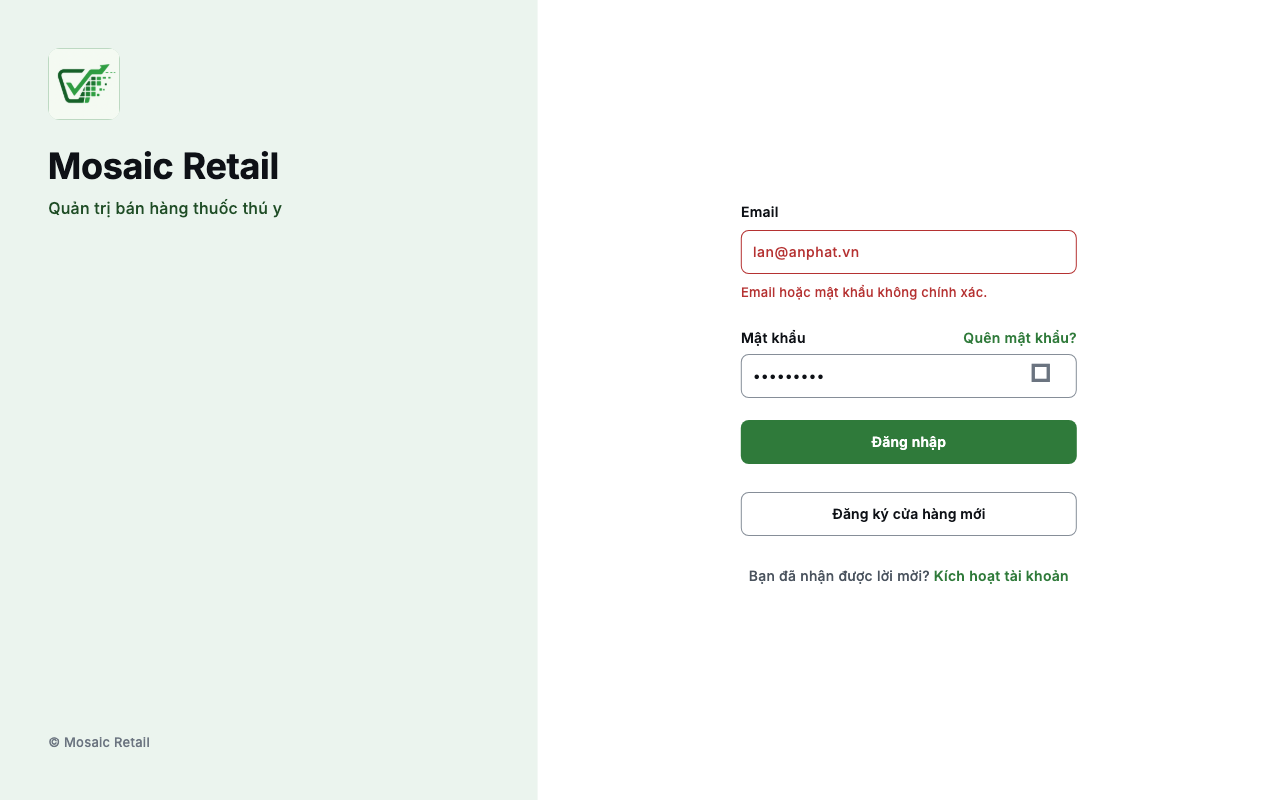 Mosaic Retail
Quản trị bán hàng thuốc thú y
Email
lan@anphat.vn
Email hoặc mật khẩu không chính xác.
Mật khẩu
Quên mật khẩu?
•••••••••
Đăng nhập
Đăng ký cửa hàng mới
Bạn đã nhận được lời mời? Kích hoạt tài khoản
© Mosaic Retail